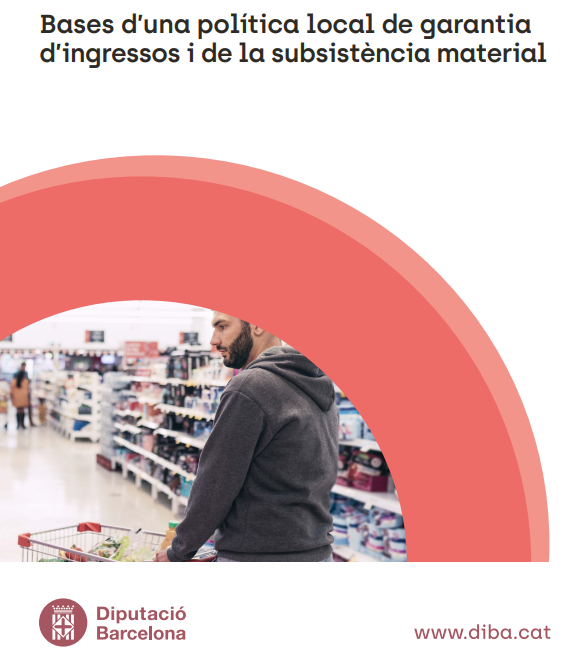 Bases d’una política local de garantia
d’ingressos i de la subsistència material
Diputació
Barcelona
www.diba.cat